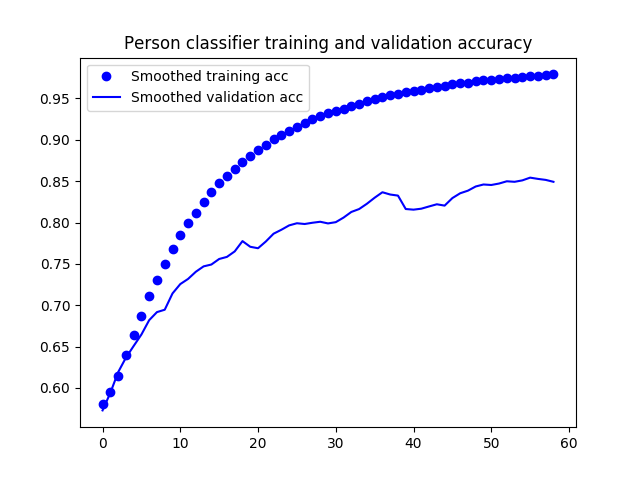 Person classifier training and validation accuracy
Smoothed training acc
Smoothed validation acc
0.95
0.90
0.85
0.80
0.75
0.70
0.65
0.60
0 10 20 30 40 50 60